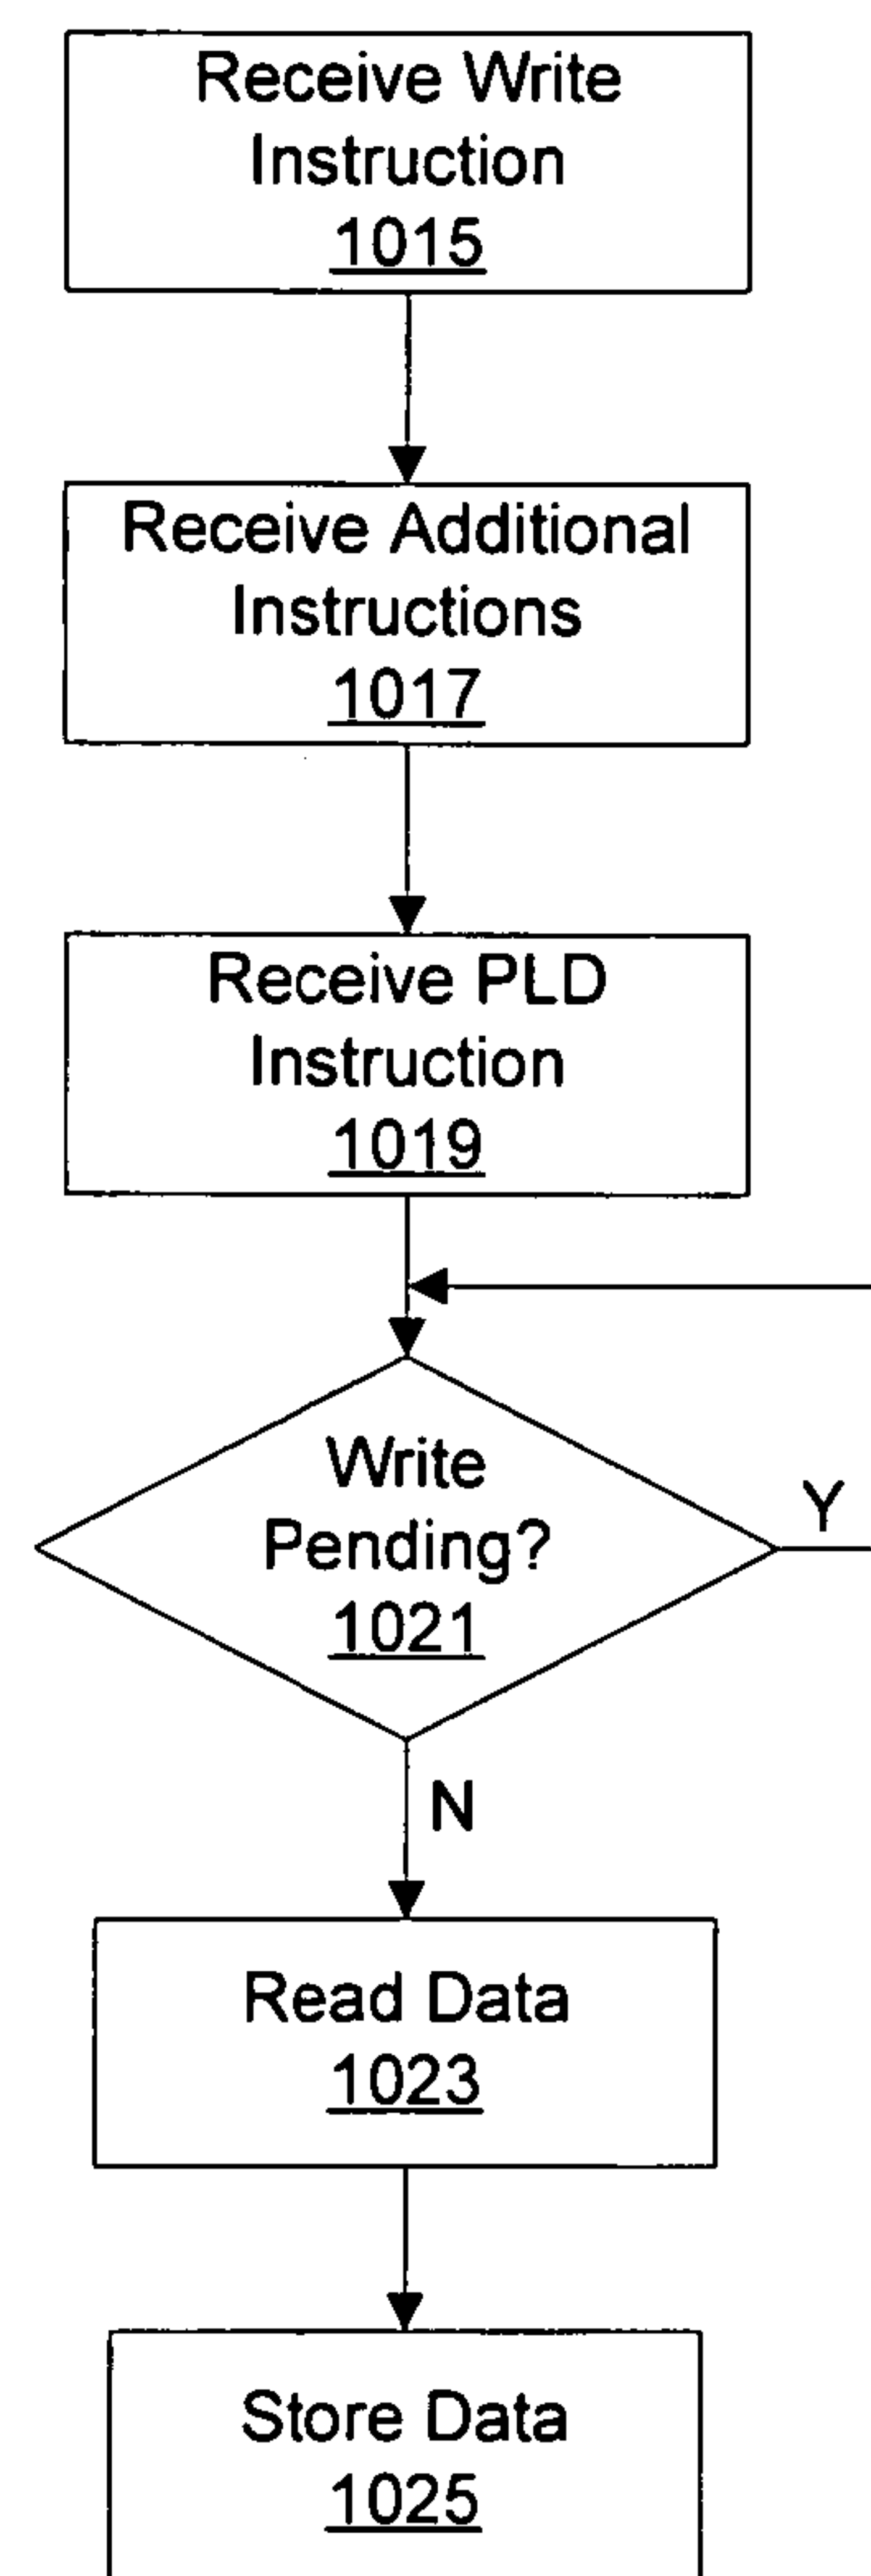 Receive Write
Instruction
1015
Receive Additional
Instructions
1017
Receive PLD
Instruction
1019
Write
Pending?
1021
Y
N
Read Data
1023
Store Data
1025